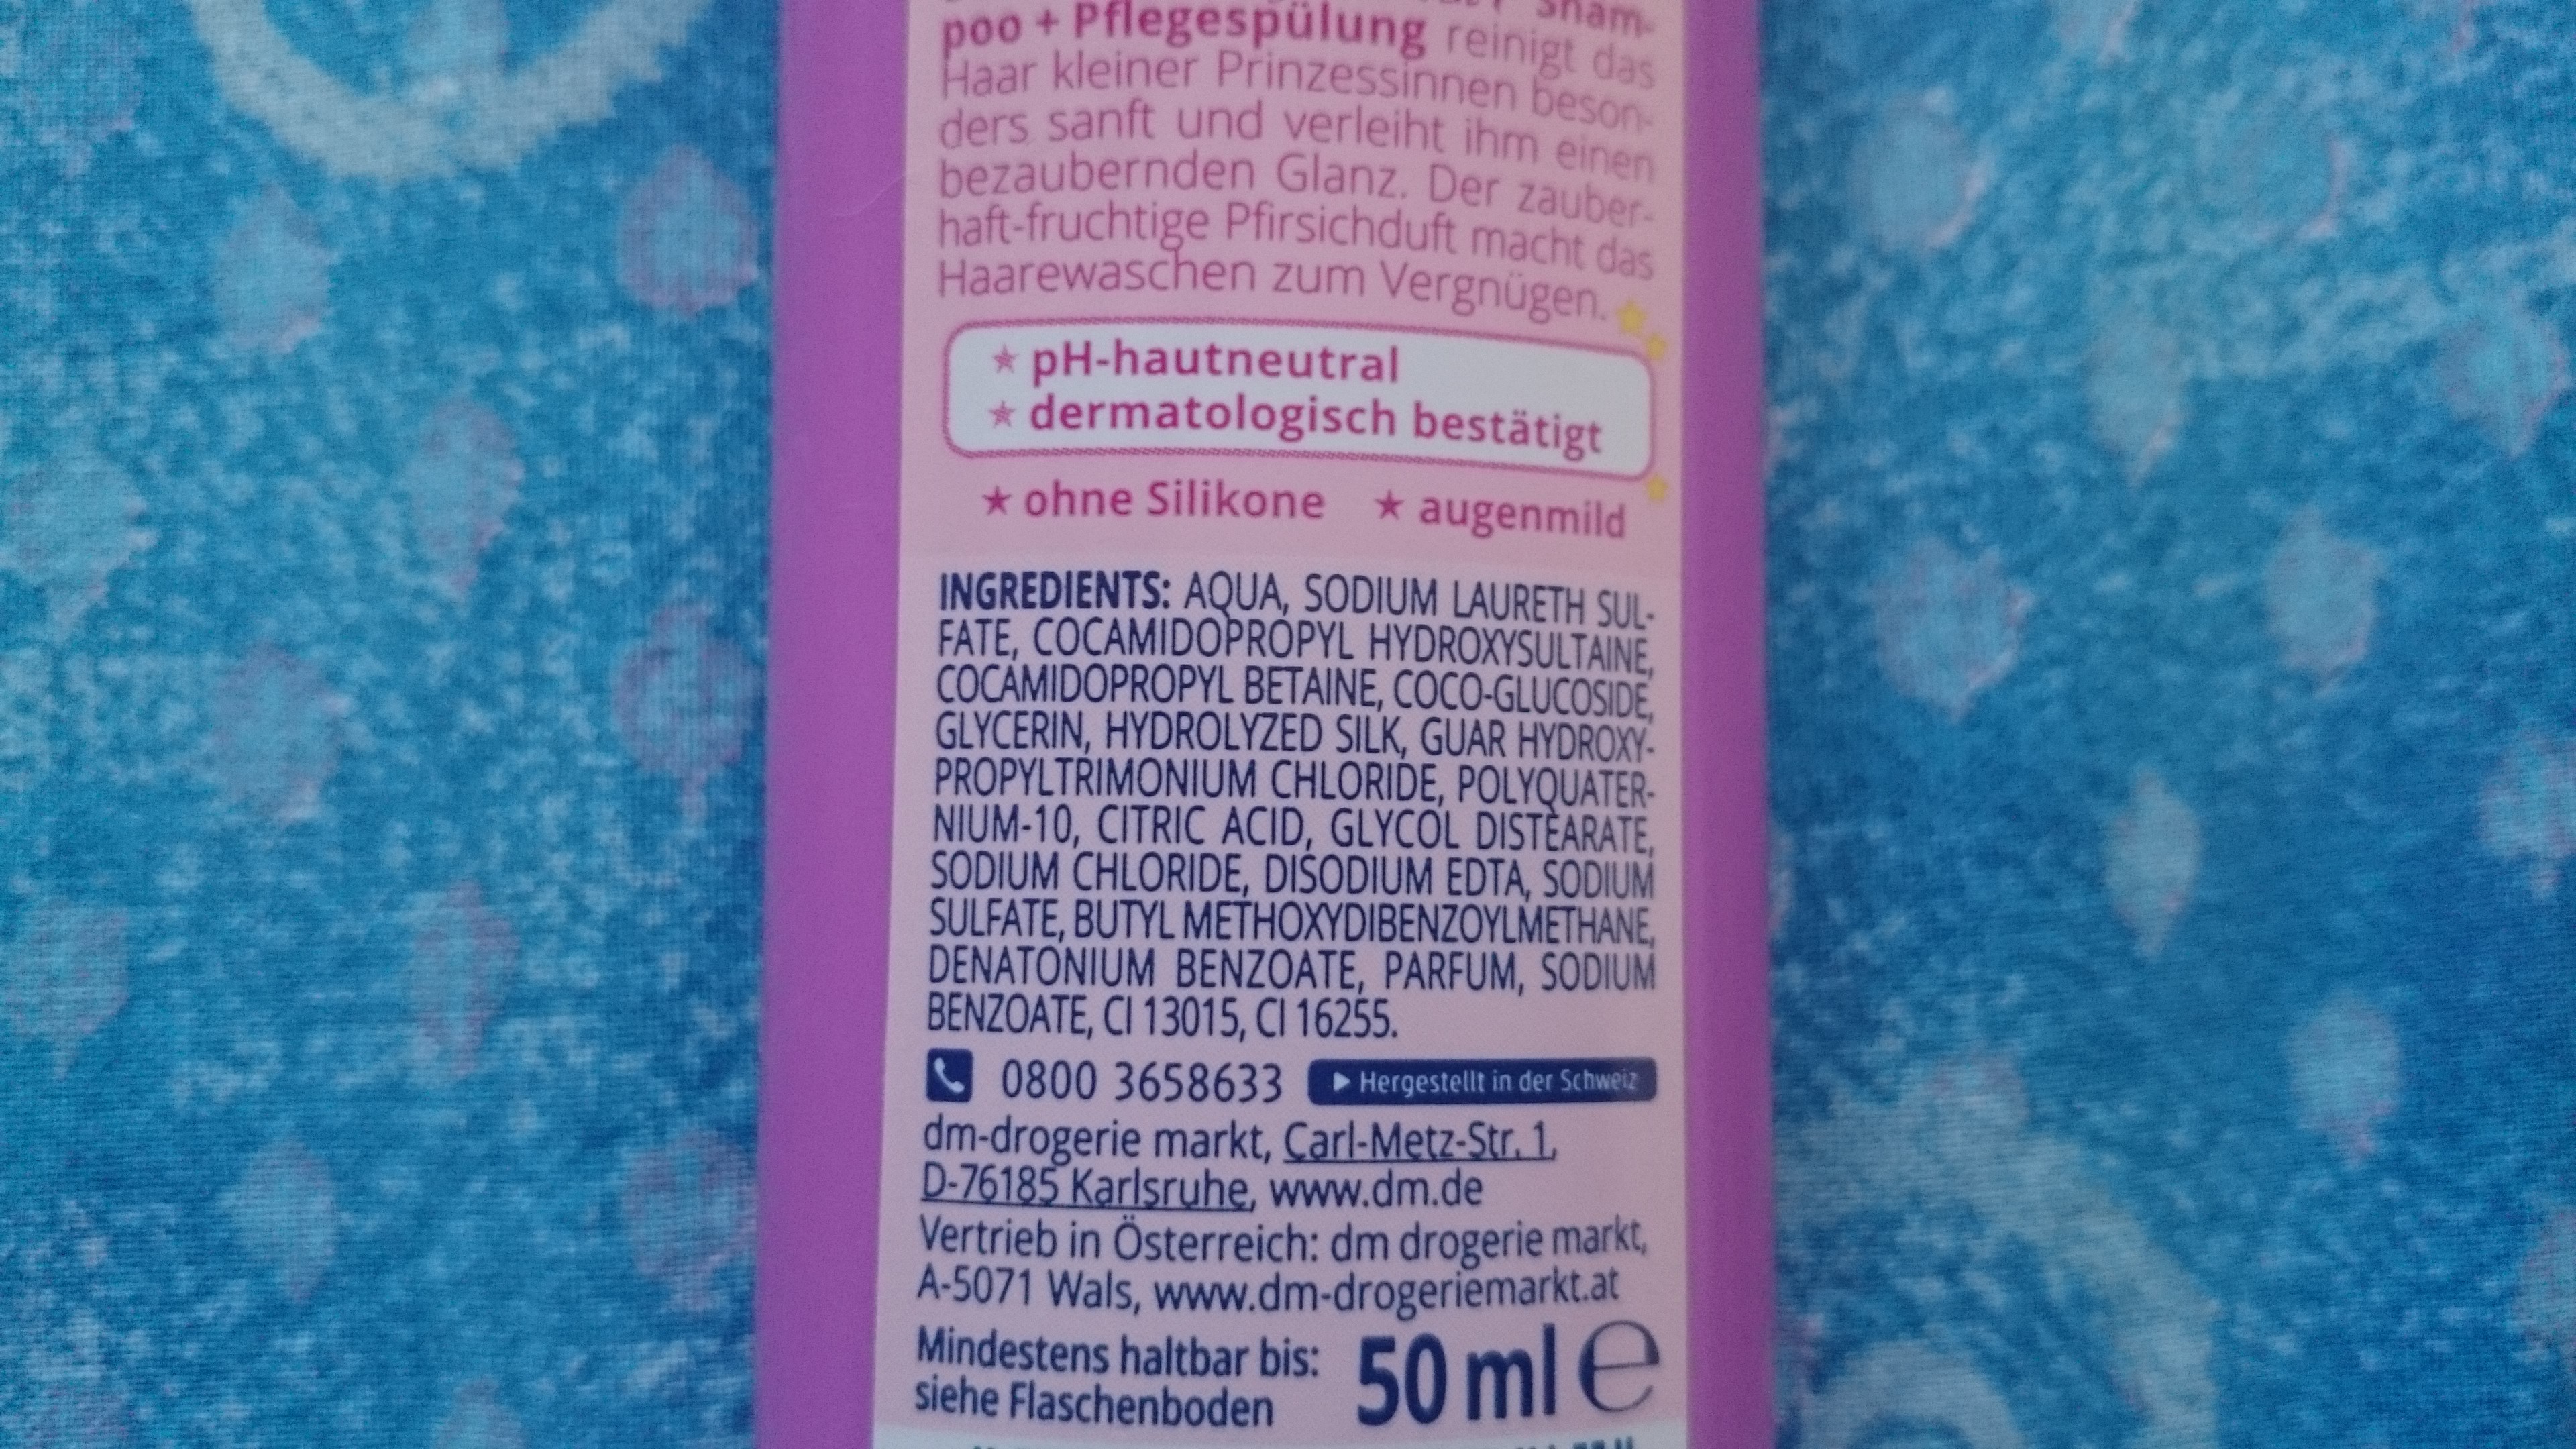 Sham-
poo + Pflegespülung reinigt das
Haar kleiner Prinzessinnen beson-
ders sanft und verleiht ihm einen
bezaubernden Glanz. Der zauber-
haft-fruchtige Pfirsichduft macht das
Haarewaschen zum Vergnügen.
pH-hautneutral
dermatologisch bestätigt
★ ohne Silikone ★ augenmild
INGREDIENTS: AQUA, SODIUM LAURETH SUL-
FATE, COCAMIDOPROPYL HYDROXYSULTAINE,
COCAMIDOPROPYL BETAINE, COCO-GLUCOSIDE,
GLYCERIN, HYDROLYZED SILK, GUAR HYDROXY-
PROPYLTRIMONIUM CHLORIDE, POLYQUATER-
NIUM-10, CITRIC ACID, GLYCOL DISTEARATE,
SODIUM CHLORIDE, DISODIUM EDTA, SODIUM
SULFATE, BUTYL METHOXYDIBENZOYLMETHANE,
DENATONIUM BENZOATE, PARFUM, SODIUM
BENZOATE, CI 13015, CI 16255.
0800 3658633 ▶ Hergestellt in der Schweiz
dm-drogerie markt, Carl-Metz-Str. 1,
D-76185 Karlsruhe, www.dm.de
Vertrieb in Österreich: dm drogerie markt,
A-5071 Wals, www.dm-drogeriemarkt.at
Mindestens haltbar bis:
siehe Flaschenboden
50 ml e